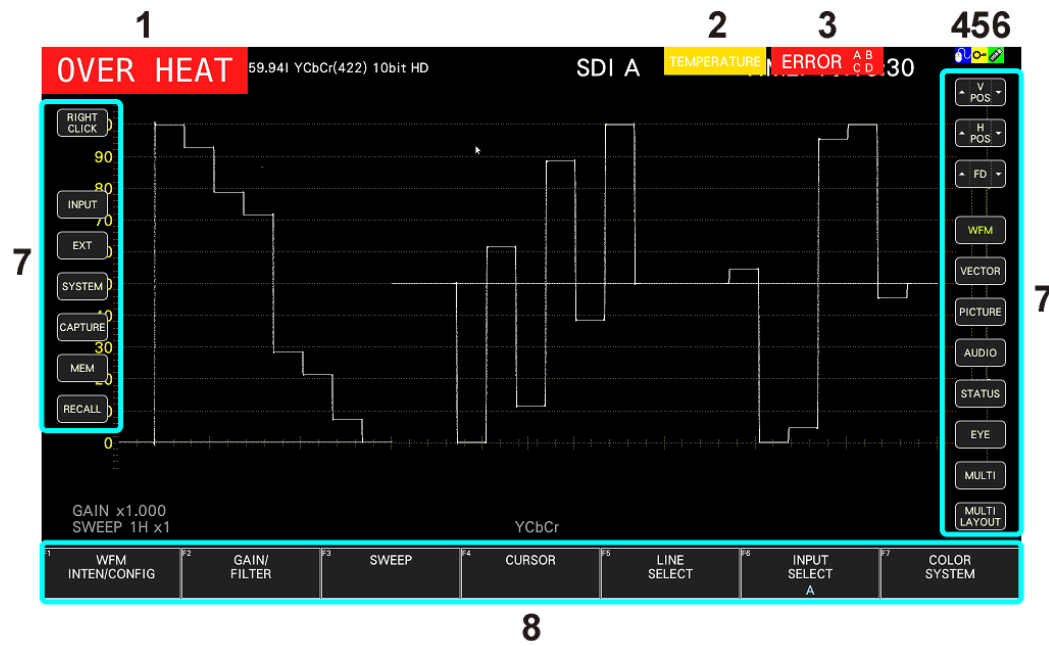 1 2 3 456
OVER HEAT 59.94I YCbCr(422) 10bit HD SDI A TEMPERATURE ERROR A B C D :30
RIGHT CLICK
INPUT
EXT
SYSTEM
CAPTURE
MEM
RECALL
90
80
70
30
0
7
V POS
H POS
FD
WFM
VECTOR
PICTURE
AUDIO
STATUS
EYE
MULTI
MULTI LAYOUT
7
GAIN x1.000
SWEEP 1H x1
YCbCr
F1 WFM INTEN/CONFIG
F2 GAIN/ FILTER
F3 SWEEP
F4 CURSOR
F5 LINE SELECT
F6 INPUT SELECT A
F7 COLOR SYSTEM
8